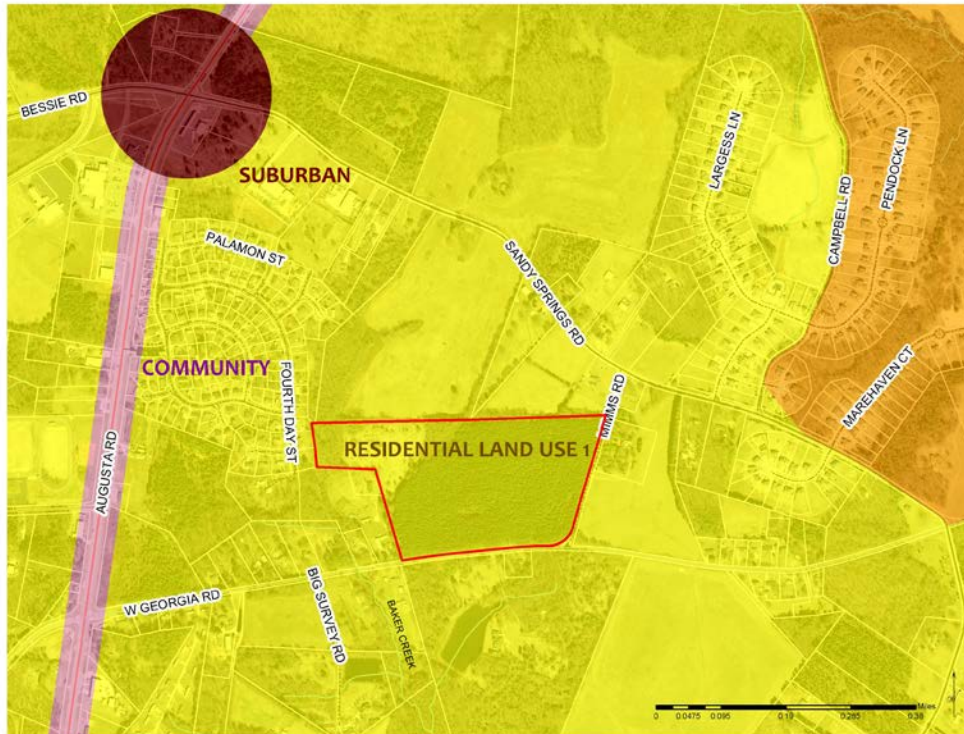 BESSIE RD
SUBURBAN
PALAMON ST
COMMUNITY
FOURTH DAY ST
AUGUSTA RD
SANDY SPRINGS RD
LARGESS LN
CAMPBELL RD
PENDOCK LN
MAREHAVEN CT
MIMMS RD
RESIDENTIAL LAND USE 1
W GEORGIA RD
BIG SURVEY RD
BAKER CREEK
Miles
0 0.0475 0.095 0.19 0.285 0.38